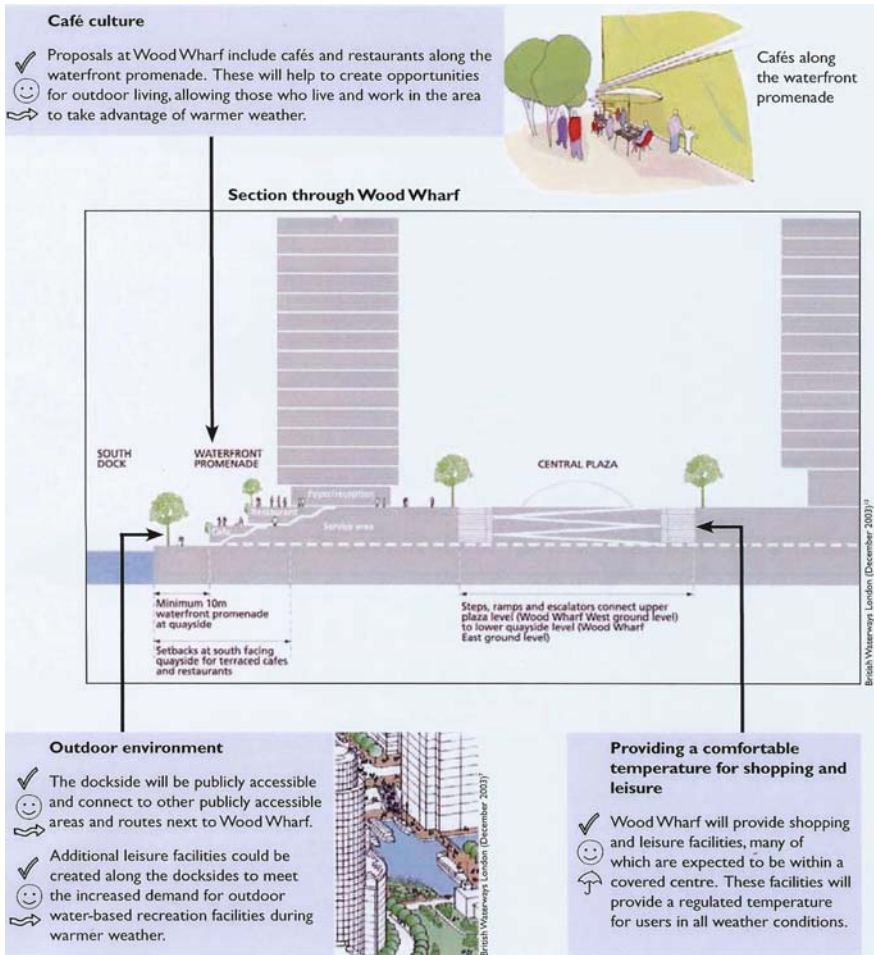 Café culture
Proposals at Wood Wharf include cafés and restaurants along the
waterfront promenade. These will help to create opportunities
for outdoor living, allowing those who live and work in the area
to take advantage of warmer weather.
Cafés along
the waterfront
promenade
Section through Wood Wharf
SOUTH
DOCK
WATERFRONT
PROMENADE
CENTRAL PLAZA
Foyer/reception
Restaurant
Café
Service area
Minimum 10m
waterfront promenade
at quayside
Setbacks at south facing
quayside for terraced cafes
and restaurants
Steps, ramps and escalators connect upper
plaza level (Wood Wharf West ground level)
to lower quayside level (Wood Wharf
East ground level)
British Waterways London (December 2003)¹³
Outdoor environment
The dockside will be publicly accessible
and connect to other publicly accessible
areas and routes next to Wood Wharf.
Additional leisure facilities could be
created along the docksides to meet
the increased demand for outdoor
water-based recreation facilities during
warmer weather.
British Waterways London (December 2003)
Providing a comfortable
temperature for shopping and
leisure
Wood Wharf will provide shopping
and leisure facilities, many of
which are expected to be within a
covered centre. These facilities will
provide a regulated temperature
for users in all weather conditions.